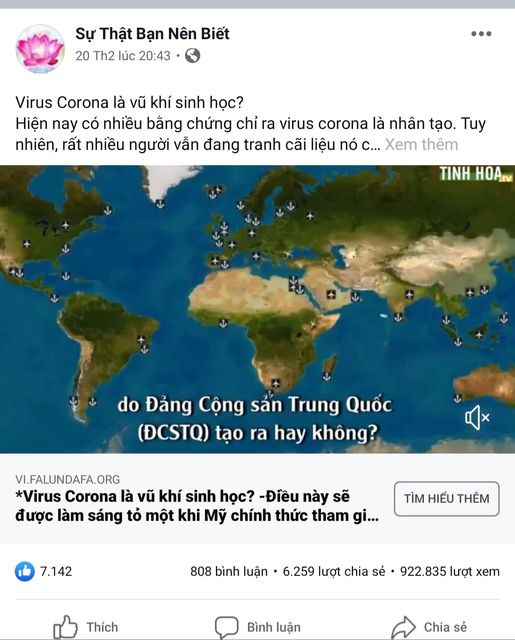 Sự Thật Bạn Nên Biết
20 Th2 lúc 20:43 •
Virus Corona là vũ khí sinh học?
Hiện nay có nhiều bằng chứng chỉ ra virus corona là nhân tạo. Tuy
nhiên, rất nhiều người vẫn đang tranh cãi liệu nó c... Xem thêm
TINH HOA.tv
do Đảng Cộng sản Trung Quốc
(ĐCSTQ) tạo ra hay không?
VI.FALUNDAFA.ORG
*Virus Corona là vũ khí sinh học? -Điều này sẽ
được làm sáng tỏ một khi Mỹ chính thức tham gi...
TÌM HIỂU THÊM
7.142
808 bình luận • 6.259 lượt chia sẻ • 922.835 lượt xem
Thích
Bình luận
Chia sẻ